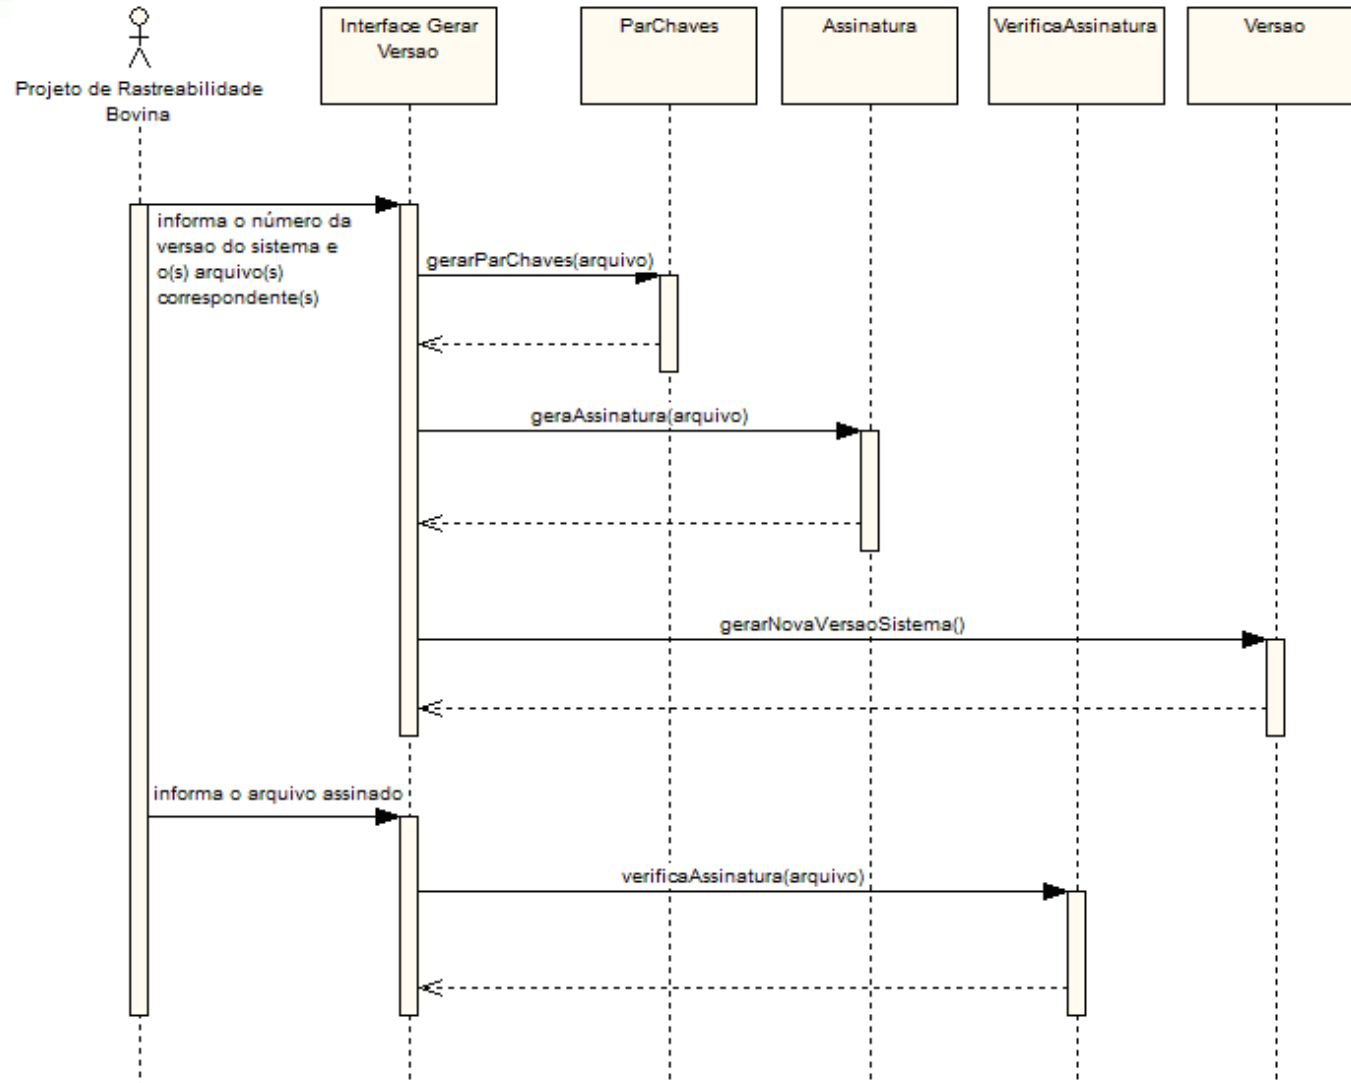 Projeto de Rastreabilidade
Bovina
Interface Gerar
Versao
ParChaves
Assinatura
VerificaAssinatura
Versao
informa o número da
versao do sistema e
o(s) arquivo(s)
correspondente(s)
gerarParChaves(arquivo)
geraAssinatura(arquivo)
gerarNovaVersaoSistema()
informa o arquivo assinado
verificaAssinatura(arquivo)